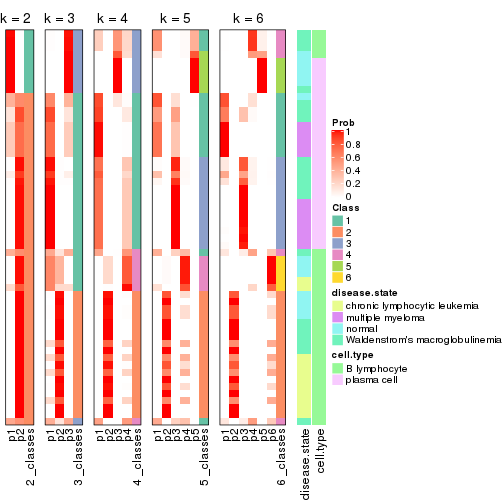 k = 2 k = 3 k = 4 k = 5 k = 6
Prob
1
0.8
0.6
0.4
0.2
0
Class
1
2
3
4
5
6
disease.state
chronic lymphocytic leukemia
multiple myeloma
normal
Waldenstrom's macroglobulinemia
cell.type
B lymphocyte
plasma cell
p1 p2 2_classes p1 p2 p3 3_classes p1 p2 p3 p4 4_classes p1 p2 p3 p4 p5 5_classes p1 p2 p3 p4 p5 p6 6_classes disease.state cell.type